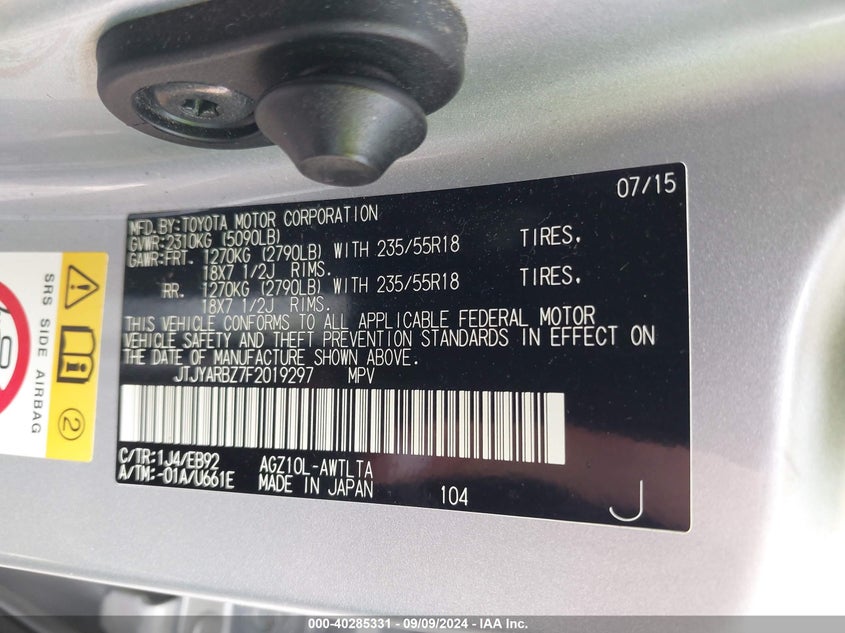 07/15
MFD.BY:TOYOTA MOTOR CORPORATION
GVWR:2310KG (5090LB)
GAWR:FRT. 1270KG (2790LB) WITH 235/55R18 TIRES,
18X7 1/2J RIMS.
RR. 1270KG (2790LB) WITH 235/55R18 TIRES,
18X7 1/2J RIMS.
THIS VEHICLE CONFORMS TO ALL APPLICABLE FEDERAL MOTOR
VEHICLE SAFETY AND THEFT PREVENTION STANDARDS IN EFFECT ON
THE DATE OF MANUFACTURE SHOWN ABOVE.
JTJYARBZ7F2019297 MPV
C/TR:1J4/EB92 AGZ10L-AWTLTA
A/TM:-01A/U661E MADE IN JAPAN 104
J
SRS SIDE AIRBAG
2
000-40285331 - 09/09/2024 - IAA Inc.